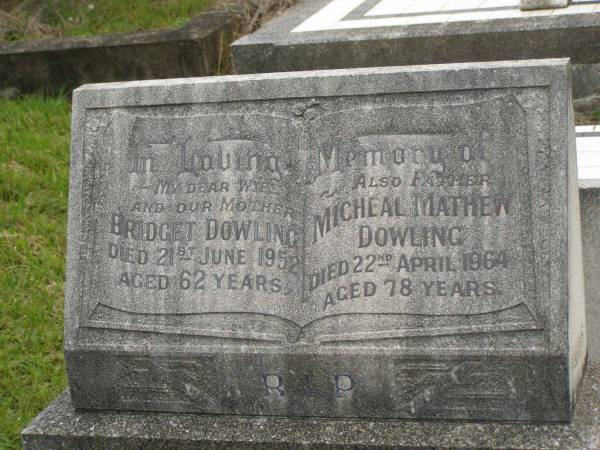 In Loving Memory of
My dear Wife
and our Mother
Bridget Dowling
Died 21st June 1952
Aged 62 Years.
Also Father
Micheal Mathew
Dowling
Died 22nd April 1964
Aged 78 Years.
R.I.P